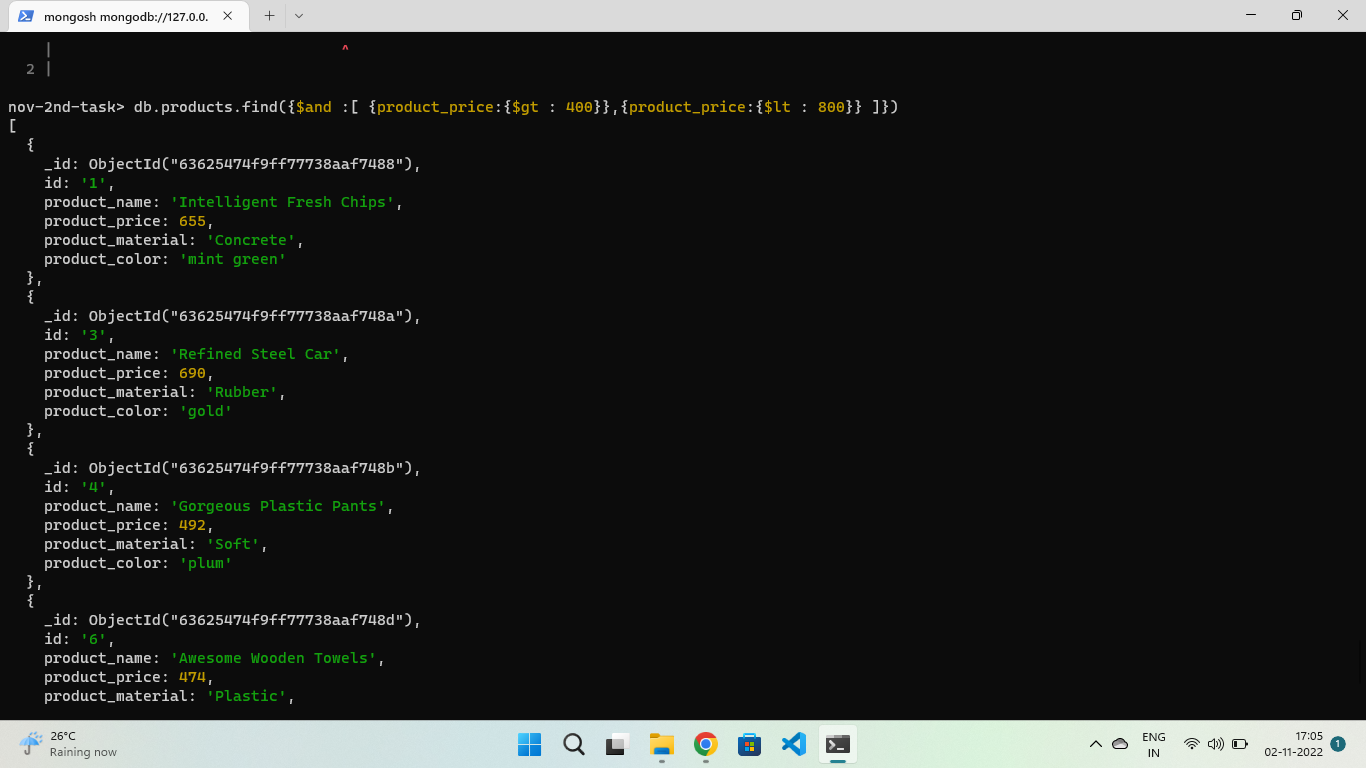 mongosh mongodb://127.0.0.
|
^
2 |
nov-2nd-task> db.products.find({$and :[ {product_price:{$gt : 400}},{product_price:{$lt : 800}} ]})
[
{
_id: ObjectId("63625474f9ff77738aaf7488"),
id: '1',
product_name: 'Intelligent Fresh Chips',
product_price: 655,
product_material: 'Concrete',
product_color: 'mint green'
},
{
_id: ObjectId("63625474f9ff77738aaf748a"),
id: '3',
product_name: 'Refined Steel Car',
product_price: 690,
product_material: 'Rubber',
product_color: 'gold'
},
{
_id: ObjectId("63625474f9ff77738aaf748b"),
id: '4',
product_name: 'Gorgeous Plastic Pants',
product_price: 492,
product_material: 'Soft',
product_color: 'plum'
},
{
_id: ObjectId("63625474f9ff77738aaf748d"),
id: '6',
product_name: 'Awesome Wooden Towels',
product_price: 474,
product_material: 'Plastic',
26°C
Raining now
ENG
IN
17:05
02-11-2022
1